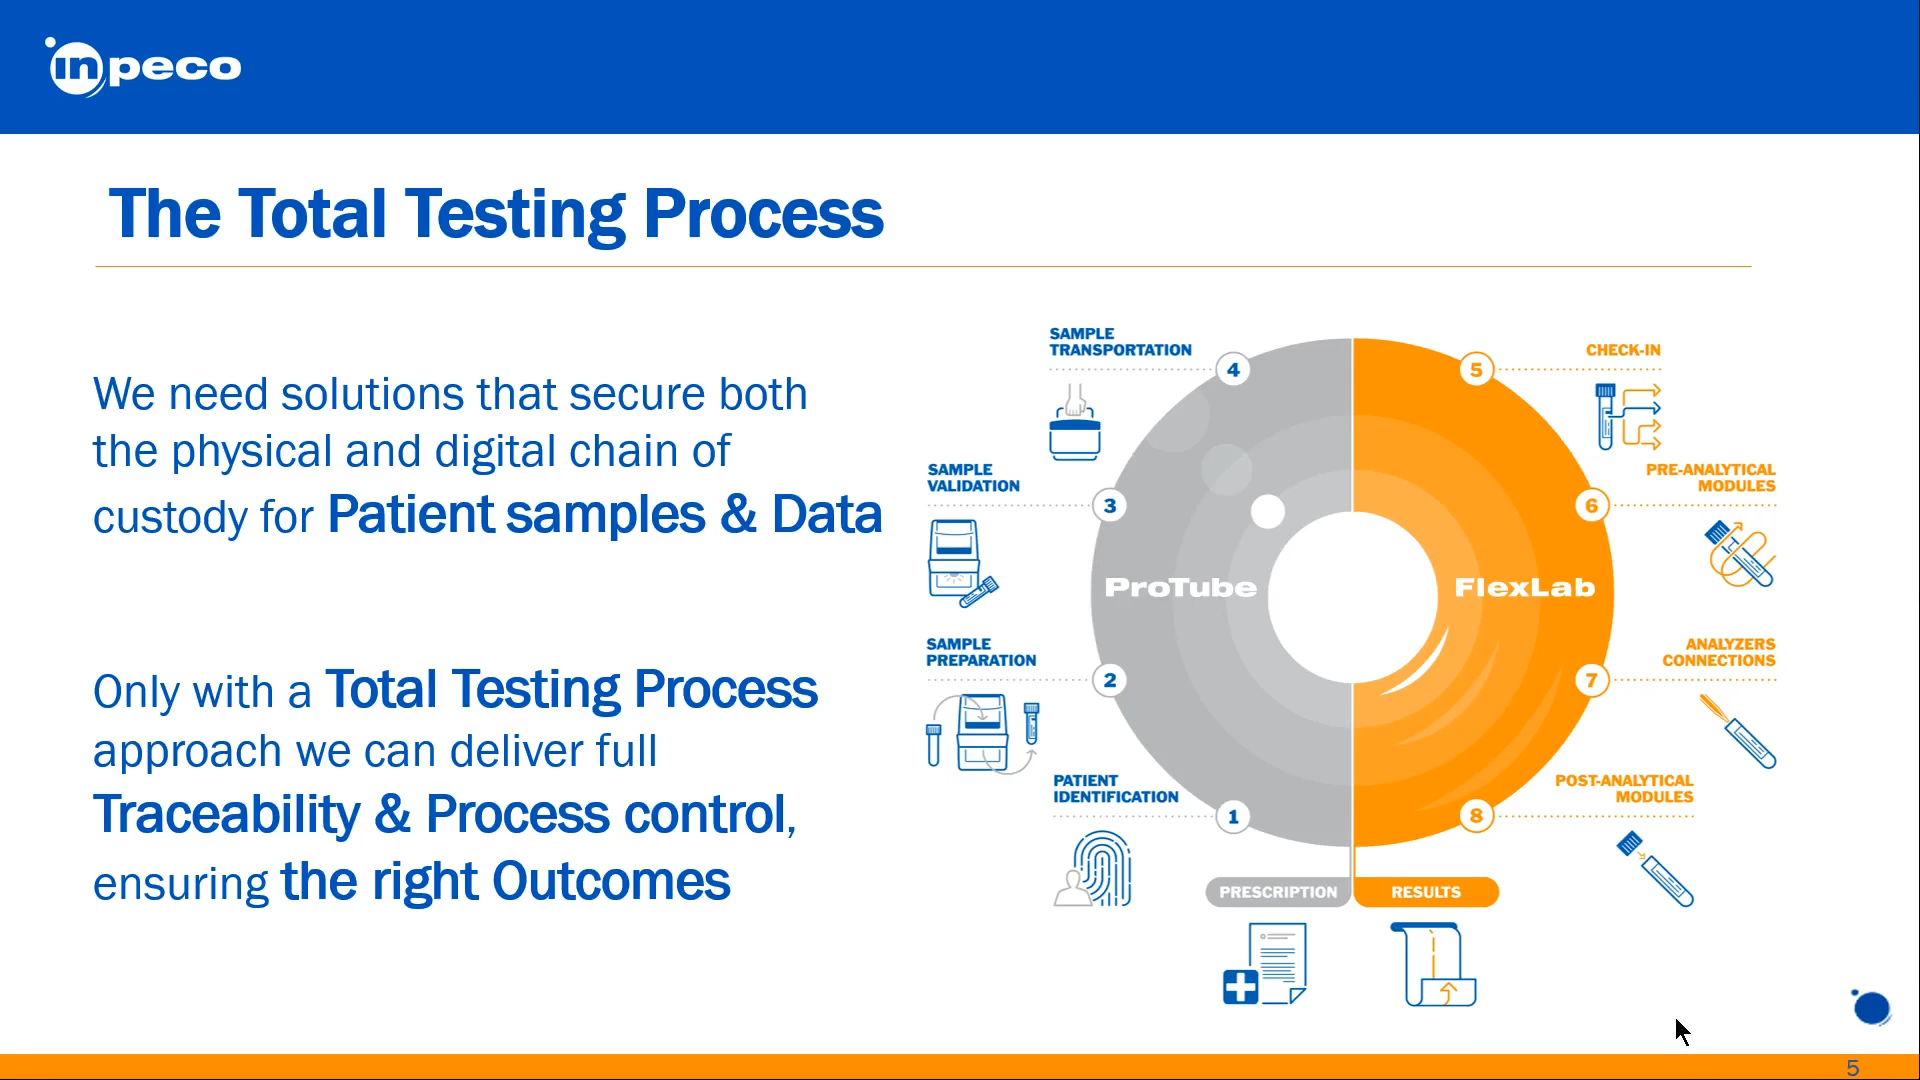 inpeco
The Total Testing Process
We need solutions that secure both
the physical and digital chain of
custody for Patient samples & Data
Only with a Total Testing Process
approach we can deliver full
Traceability & Process control,
ensuring the right Outcomes
SAMPLE
TRANSPORTATION
4
SAMPLE
VALIDATION
3
SAMPLE
PREPARATION
2
PATIENT
IDENTIFICATION
1
ProTube
FlexLab
CHECK-IN
5
PRE-ANALYTICAL
MODULES
6
ANALYZERS
CONNECTIONS
7
POST-ANALYTICAL
MODULES
8
PRESCRIPTION
RESULTS
5